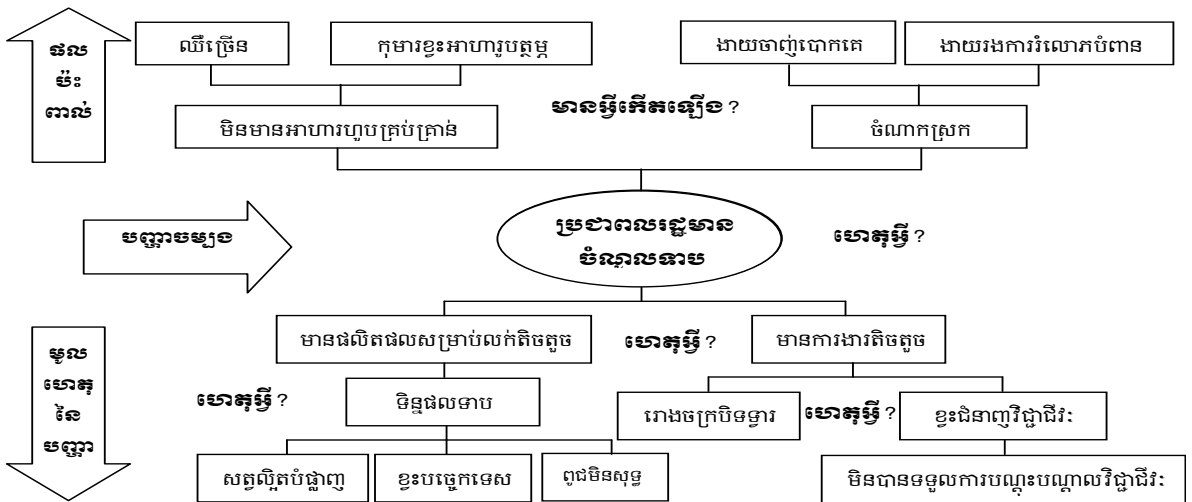 ផល
ប៉ះ
ពាល់
ឈឺច្រើន
កុមារខ្វះអាហារូបត្ថម្ភ
ងាយចាញ់បោកគេ
ងាយរងការរំលោភបំពាន
មានអ្វីកើតឡើង?
មិនមានអាហារហូបគ្រប់គ្រាន់
ចំណាកស្រុក
បញ្ហាចម្បង
ប្រជាពលរដ្ឋមាន
ចំណូលទាប
ហេតុអ្វី?
មូល
ហេតុ
នៃ
បញ្ហា
មានផលិតផលសម្រាប់លក់តិចតួច
ហេតុអ្វី?
មានការងារតិចតួច
ហេតុអ្វី?
ទិន្នផលទាប
រោងចក្របិទទ្វារ
ហេតុអ្វី?
ខ្វះជំនាញវិជ្ជាជីវៈ
សត្វល្អិតបំផ្លាញ
ខ្វះបច្ចេកទេស
ពូជមិនសុទ្ធ
មិនបានទទួលការបណ្តុះបណ្តាលវិជ្ជាជីវៈ